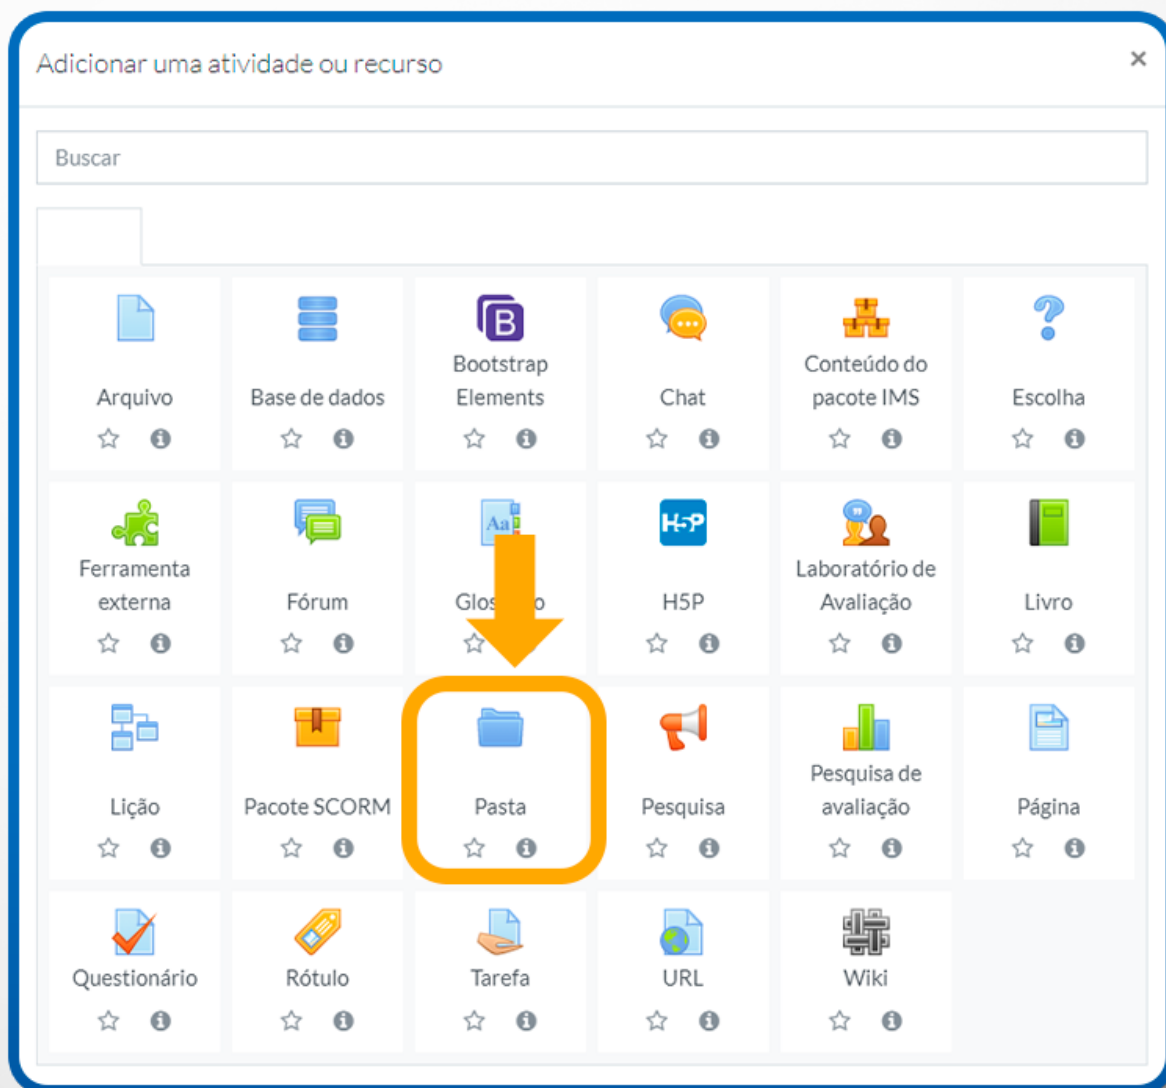 Adicionar uma atividade ou recurso
×
Buscar
B
Bootstrap
Conteúdo do
Arquivo
Base de dados
Elements
Chat
pacote IMS
Escolha
Aa
H5P
Ferramenta
Laboratório de
externa
Fórum
H5P
Avaliação
Livro
Pesquisa de
Lição
Pacote SCORM
Pasta
Pesquisa
avaliação
Página
Questionário
Rótulo
Tarefa
URL
Wiki